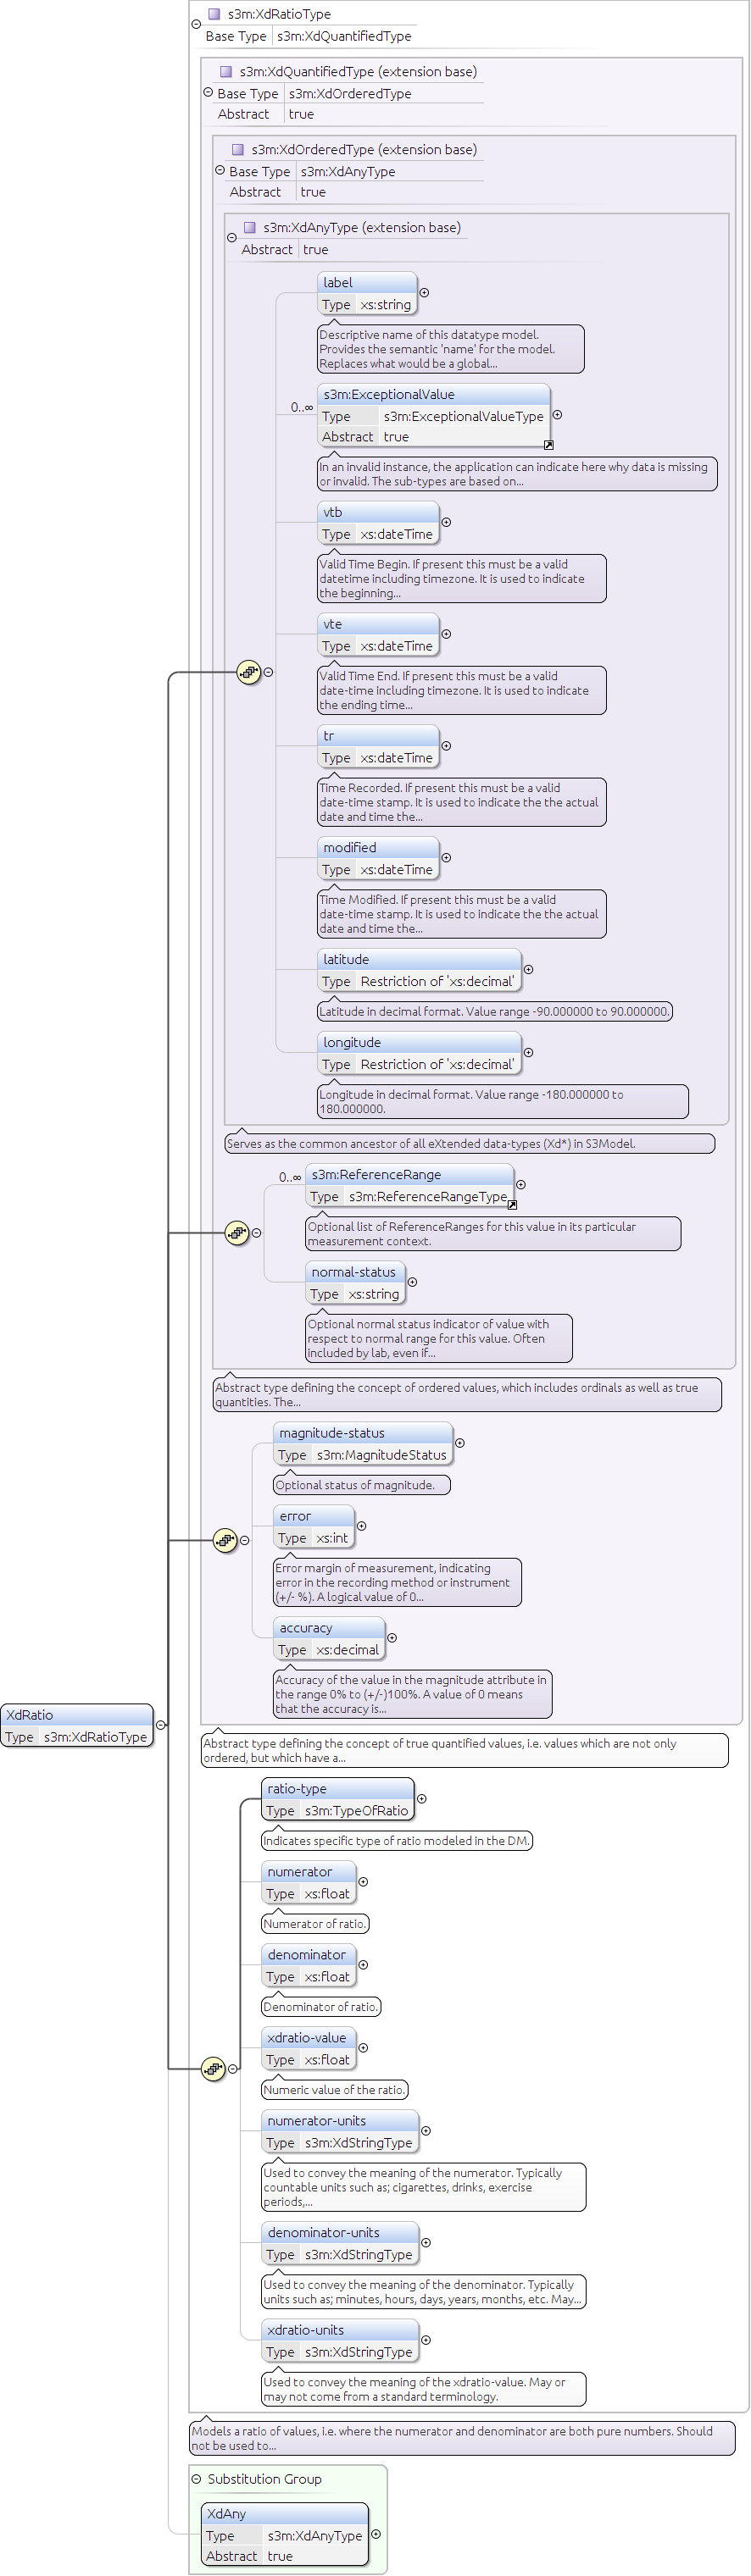 s3m:XdRatioType
Base Type s3m:XdQuantifiedType
s3m:XdQuantifiedType (extension base)
Base Type s3m:XdOrderedType
Abstract true
s3m:XdOrderedType (extension base)
Base Type s3m:XdAnyType
Abstract true
s3m:XdAnyType (extension base)
Abstract true
label
Type xs:string
Descriptive name of this datatype model.
Provides the semantic 'name' for the model.
Replaces what would be a global...
s3m:ExceptionalValue
0..∞
Type s3m:ExceptionalValueType
Abstract true
In an invalid instance, the application can indicate here why data is missing
or invalid. The sub-types are based on...
vtb
Type xs:dateTime
Valid Time Begin. If present this must be a valid
datetime including timezone. It is used to indicate
the beginning...
vte
Type xs:dateTime
Valid Time End. If present this must be a valid
date-time including timezone. It is used to indicate
the ending time...
tr
Type xs:dateTime
Time Recorded. If present this must be a valid
date-time stamp. It is used to indicate the the actual
date and time the...
modified
Type xs:dateTime
Time Modified. If present this must be a valid
date-time stamp. It is used to indicate the the actual
date and time the...
latitude
Type Restriction of 'xs:decimal'
Latitude in decimal format. Value range -90.000000 to 90.000000.
longitude
Type Restriction of 'xs:decimal'
Longitude in decimal format. Value range -180.000000 to
180.000000.
Serves as the common ancestor of all eXtended data-types (Xd*) in S3Model.
s3m:ReferenceRange
0..∞
Type s3m:ReferenceRangeType
Optional list of ReferenceRanges for this value in its particular
measurement context.
normal-status
Type xs:string
Optional normal status indicator of value with
respect to normal range for this value. Often
included by lab, even if...
Abstract type defining the concept of ordered values, which includes ordinals as well as true
quantities. The...
magnitude-status
Type s3m:MagnitudeStatus
Optional status of magnitude.
error
Type xs:int
Error margin of measurement, indicating
error in the recording method or instrument
(+/- %). A logical value of 0...
accuracy
Type xs:decimal
Accuracy of the value in the magnitude attribute in
the range 0% to (+/-)100%. A value of 0 means
that the accuracy is...
XdRatio
Type s3m:XdRatioType
Abstract type defining the concept of true quantified values, i.e. values which are not only
ordered, but which have a...
ratio-type
Type s3m:TypeOfRatio
Indicates specific type of ratio modeled in the DM.
numerator
Type xs:float
Numerator of ratio.
denominator
Type xs:float
Denominator of ratio.
xdratio-value
Type xs:float
Numeric value of the ratio.
numerator-units
Type s3m:XdStringType
Used to convey the meaning of the numerator. Typically
countable units such as; cigarettes, drinks, exercise
periods,...
denominator-units
Type s3m:XdStringType
Used to convey the meaning of the denominator. Typically
units such as; minutes, hours, days, years, months, etc. May...
xdratio-units
Type s3m:XdStringType
Used to convey the meaning of the xdratio-value. May or
may not come from a standard terminology.
Models a ratio of values, i.e. where the numerator and denominator are both pure numbers. Should
not be used to...
Substitution Group
XdAny
Type s3m:XdAnyType
Abstract true